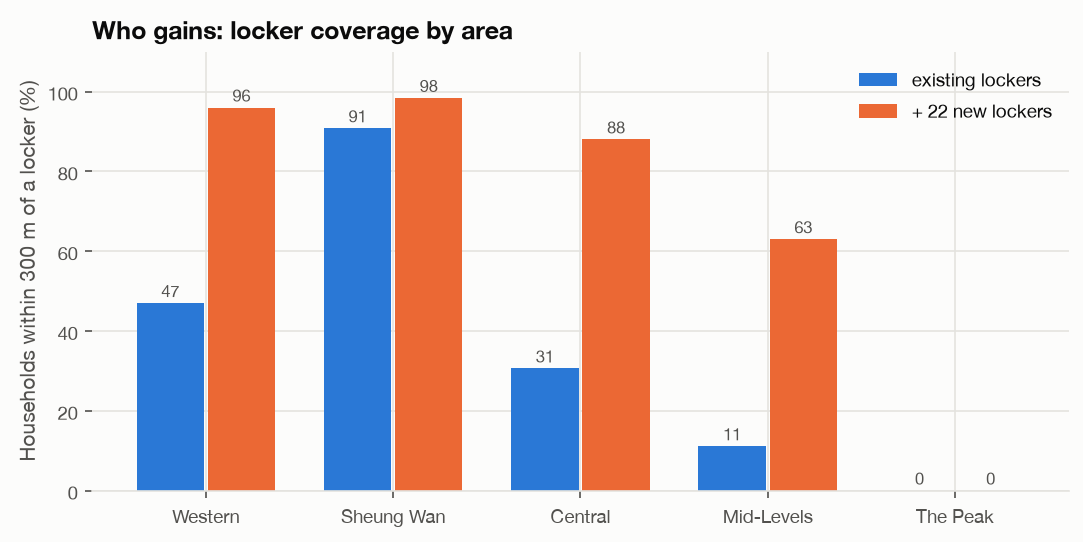 Who gains: locker coverage by area
existing lockers
+ 22 new lockers
Households within 300 m of a locker (%)
100
80
60
40
20
0
47
96
91
98
31
88
11
63
0
0
Western
Sheung Wan
Central
Mid-Levels
The Peak